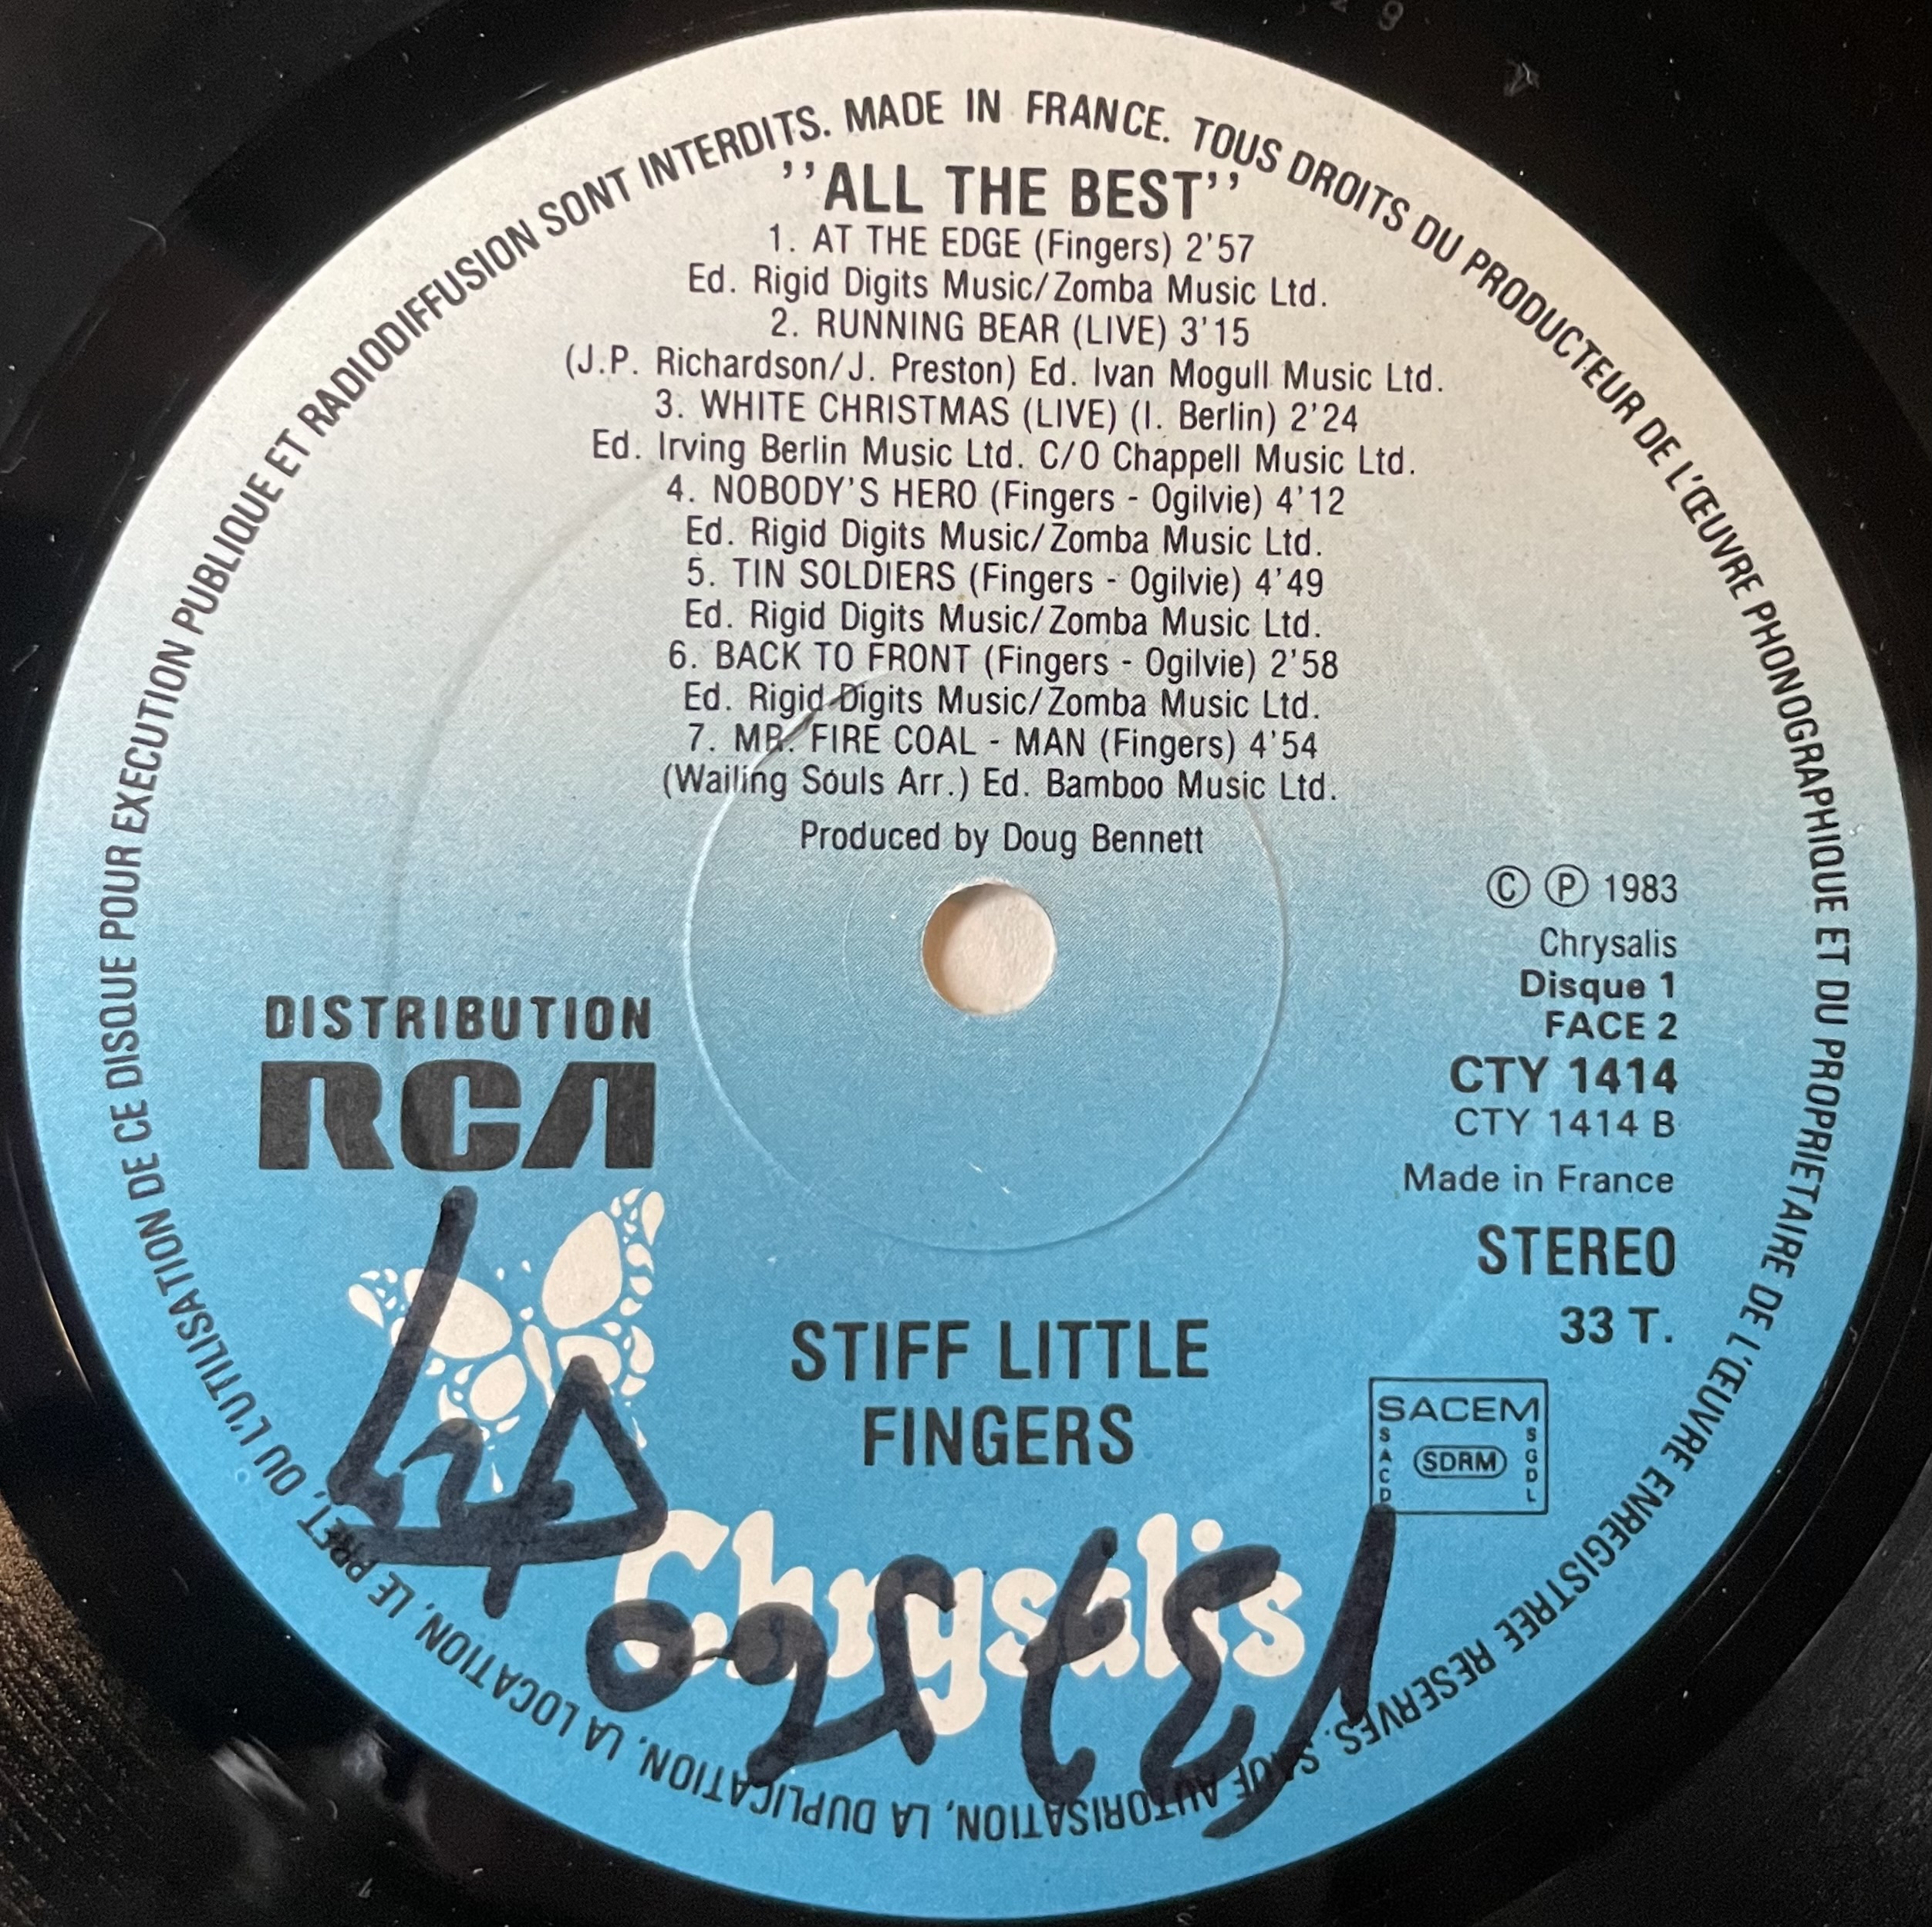 MADE IN FRANCE. TOUS DROITS DU PRODUCTEUR DE L'ŒUVRE PHONOGRAPHIQUE ET DU PROPRIETAIRE DE L'ŒUVRE ENREGISTREE RESERVES. SAUF AUTORISATION, LA DUPLICATION, LA LOCATION, LE PRET, OU L'UTILISATION DE CE DISQUE POUR EXECUTION PUBLIQUE ET RADIODIFFUSION SONT INTERDITS.
''ALL THE BEST''
1. AT THE EDGE (Fingers) 2'57
Ed. Rigid Digits Music/Zomba Music Ltd.
2. RUNNING BEAR (LIVE) 3'15
(J.P. Richardson/J. Preston) Ed. Ivan Mogull Music Ltd.
3. WHITE CHRISTMAS (LIVE) (I. Berlin) 2'24
Ed. Irving Berlin Music Ltd. C/O Chappell Music Ltd.
4. NOBODY'S HERO (Fingers - Ogilvie) 4'12
Ed. Rigid Digits Music/Zomba Music Ltd.
5. TIN SOLDIERS (Fingers - Ogilvie) 4'49
Ed. Rigid Digits Music/Zomba Music Ltd.
6. BACK TO FRONT (Fingers - Ogilvie) 2'58
Ed. Rigid Digits Music/Zomba Music Ltd.
7. MR. FIRE COAL - MAN (Fingers) 4'54
(Wailing Souls Arr.) Ed. Bamboo Music Ltd.
Produced by Doug Bennett
© Ⓟ 1983
Chrysalis
Disque 1
FACE 2
CTY 1414
CTY 1414 B
Made in France
STEREO
33 T.
DISTRIBUTION
RCA
STIFF LITTLE
FINGERS
SACEM
SACD
SDRM
SGDL
Chrysalis